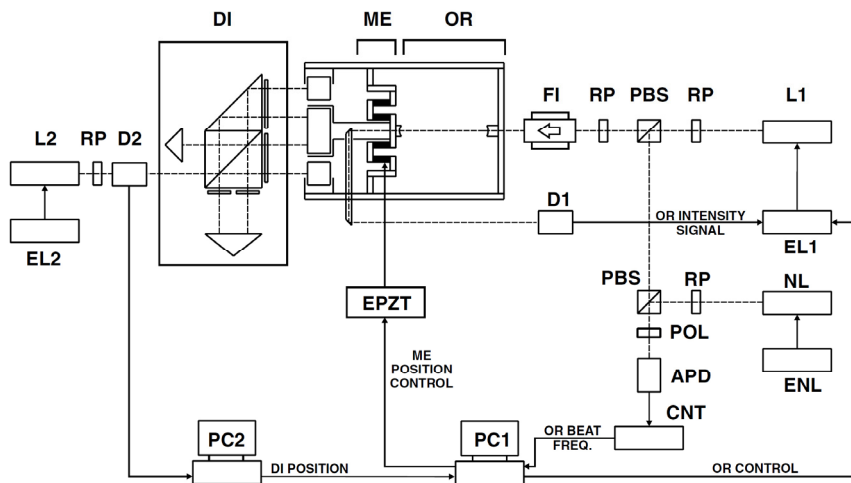 DI
ME
OR
FI
RP
PBS
RP
L1
L2
RP
D2
D1
OR INTENSITY
SIGNAL
EL1
EL2
PBS
RP
NL
EPZT
POL
ME
POSITION
CONTROL
APD
ENL
CNT
PC2
PC1
OR BEAT
FREQ.
DI POSITION
OR CONTROL